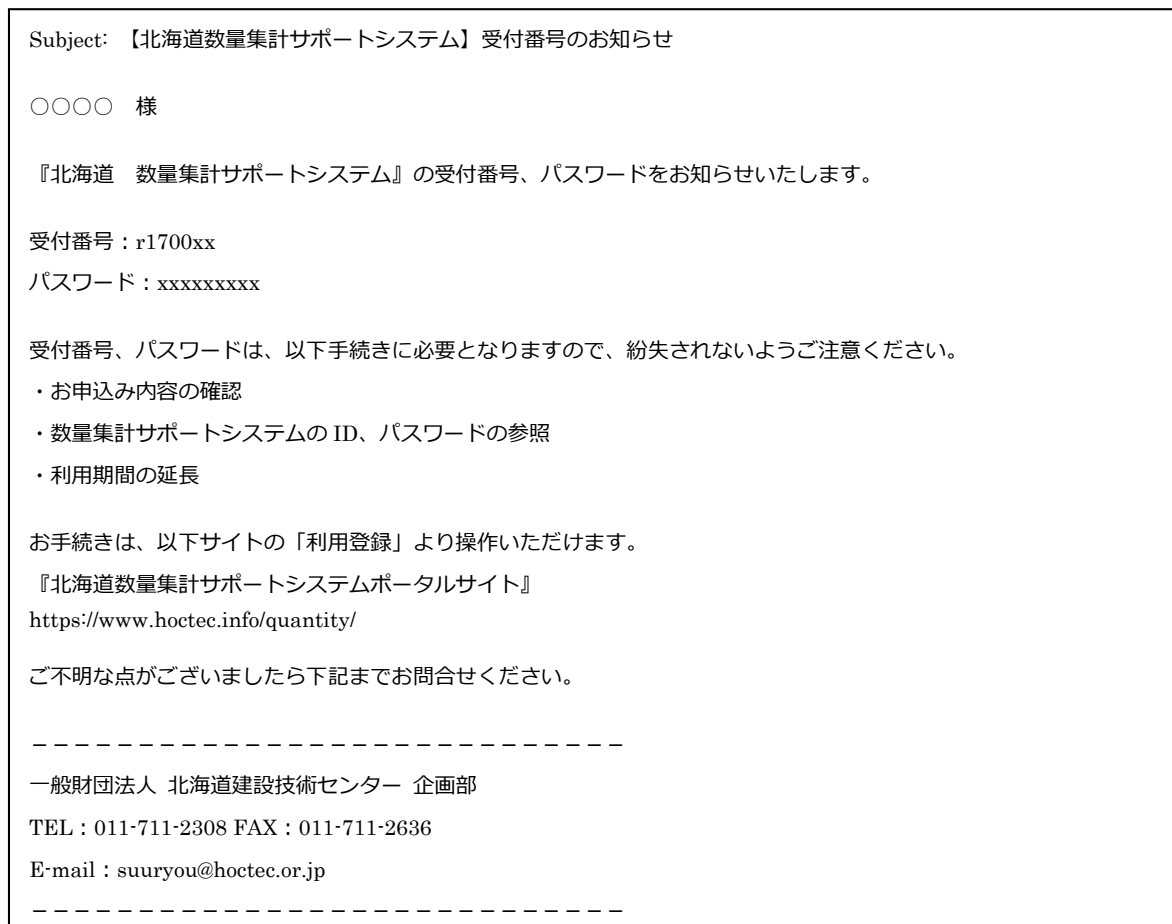 Subject: 【北海道数量集計サポートシステム】受付番号のお知らせ
○○○○　様
『北海道　数量集計サポートシステム』の受付番号、パスワードをお知らせいたします。
受付番号：r1700xx
パスワード：xxxxxxxxx
受付番号、パスワードは、以下手続きに必要となりますので、紛失されないようご注意ください。
・お申込み内容の確認
・数量集計サポートシステムの ID、パスワードの参照
・利用期間の延長
お手続きは、以下サイトの「利用登録」より操作いただけます。
『北海道数量集計サポートシステムポータルサイト』
https://www.hoctec.info/quantity/
ご不明な点がございましたら下記までお問合せください。
－－－－－－－－－－－－－－－－－－－－－－－－－－－－
一般財団法人 北海道建設技術センター 企画部
TEL：011-711-2308 FAX：011-711-2636
E-mail：suuryou@hoctec.or.jp
－－－－－－－－－－－－－－－－－－－－－－－－－－－－